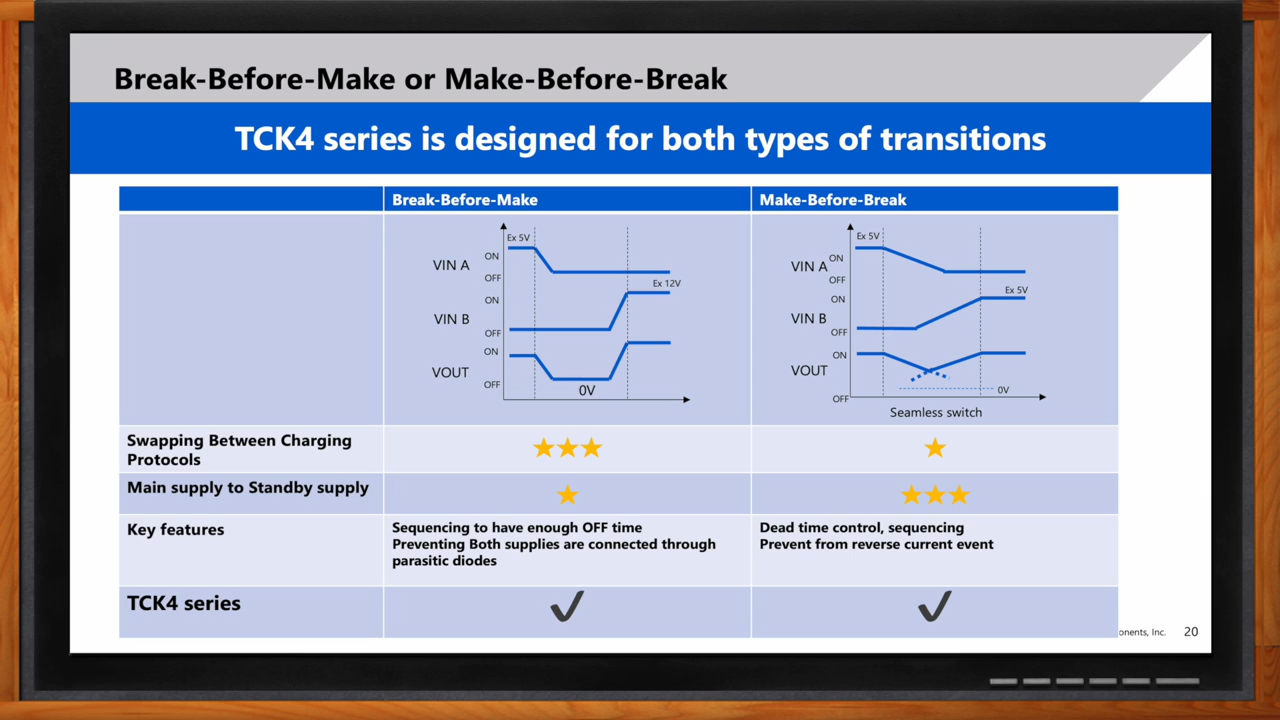 Break-Before-Make or Make-Before-Break
TCK4 series is designed for both types of transitions
Break-Before-Make
Make-Before-Break
Ex 5V
VIN A
ON
OFF
Ex 12V
VIN B
ON
OFF
VOUT
ON
OFF
0V
Ex 5V
VIN A
ON
OFF
Ex 5V
VIN B
ON
OFF
VOUT
ON
0V
OFF
Seamless switch
Swapping Between Charging
Protocols
Main supply to Standby supply
Key features
Sequencing to have enough OFF time
Preventing Both supplies are connected through
parasitic diodes
Dead time control, sequencing
Prevent from reverse current event
TCK4 series
onents, Inc.
20